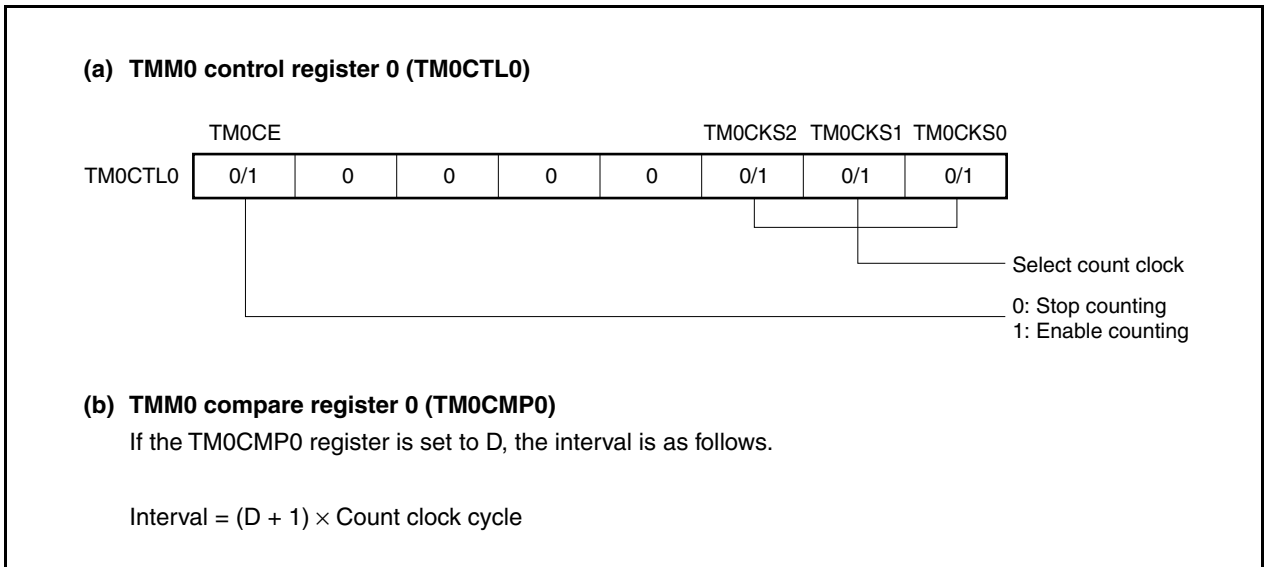 (a) TMM0 control register 0 (TM0CTL0)
TM0CE TM0CKS2 TM0CKS1 TM0CKS0
TM0CTL0 0/1 0 0 0 0 0/1 0/1 0/1
Select count clock
0: Stop counting
1: Enable counting
(b) TMM0 compare register 0 (TM0CMP0)
If the TM0CMP0 register is set to D, the interval is as follows.
Interval = (D + 1) × Count clock cycle